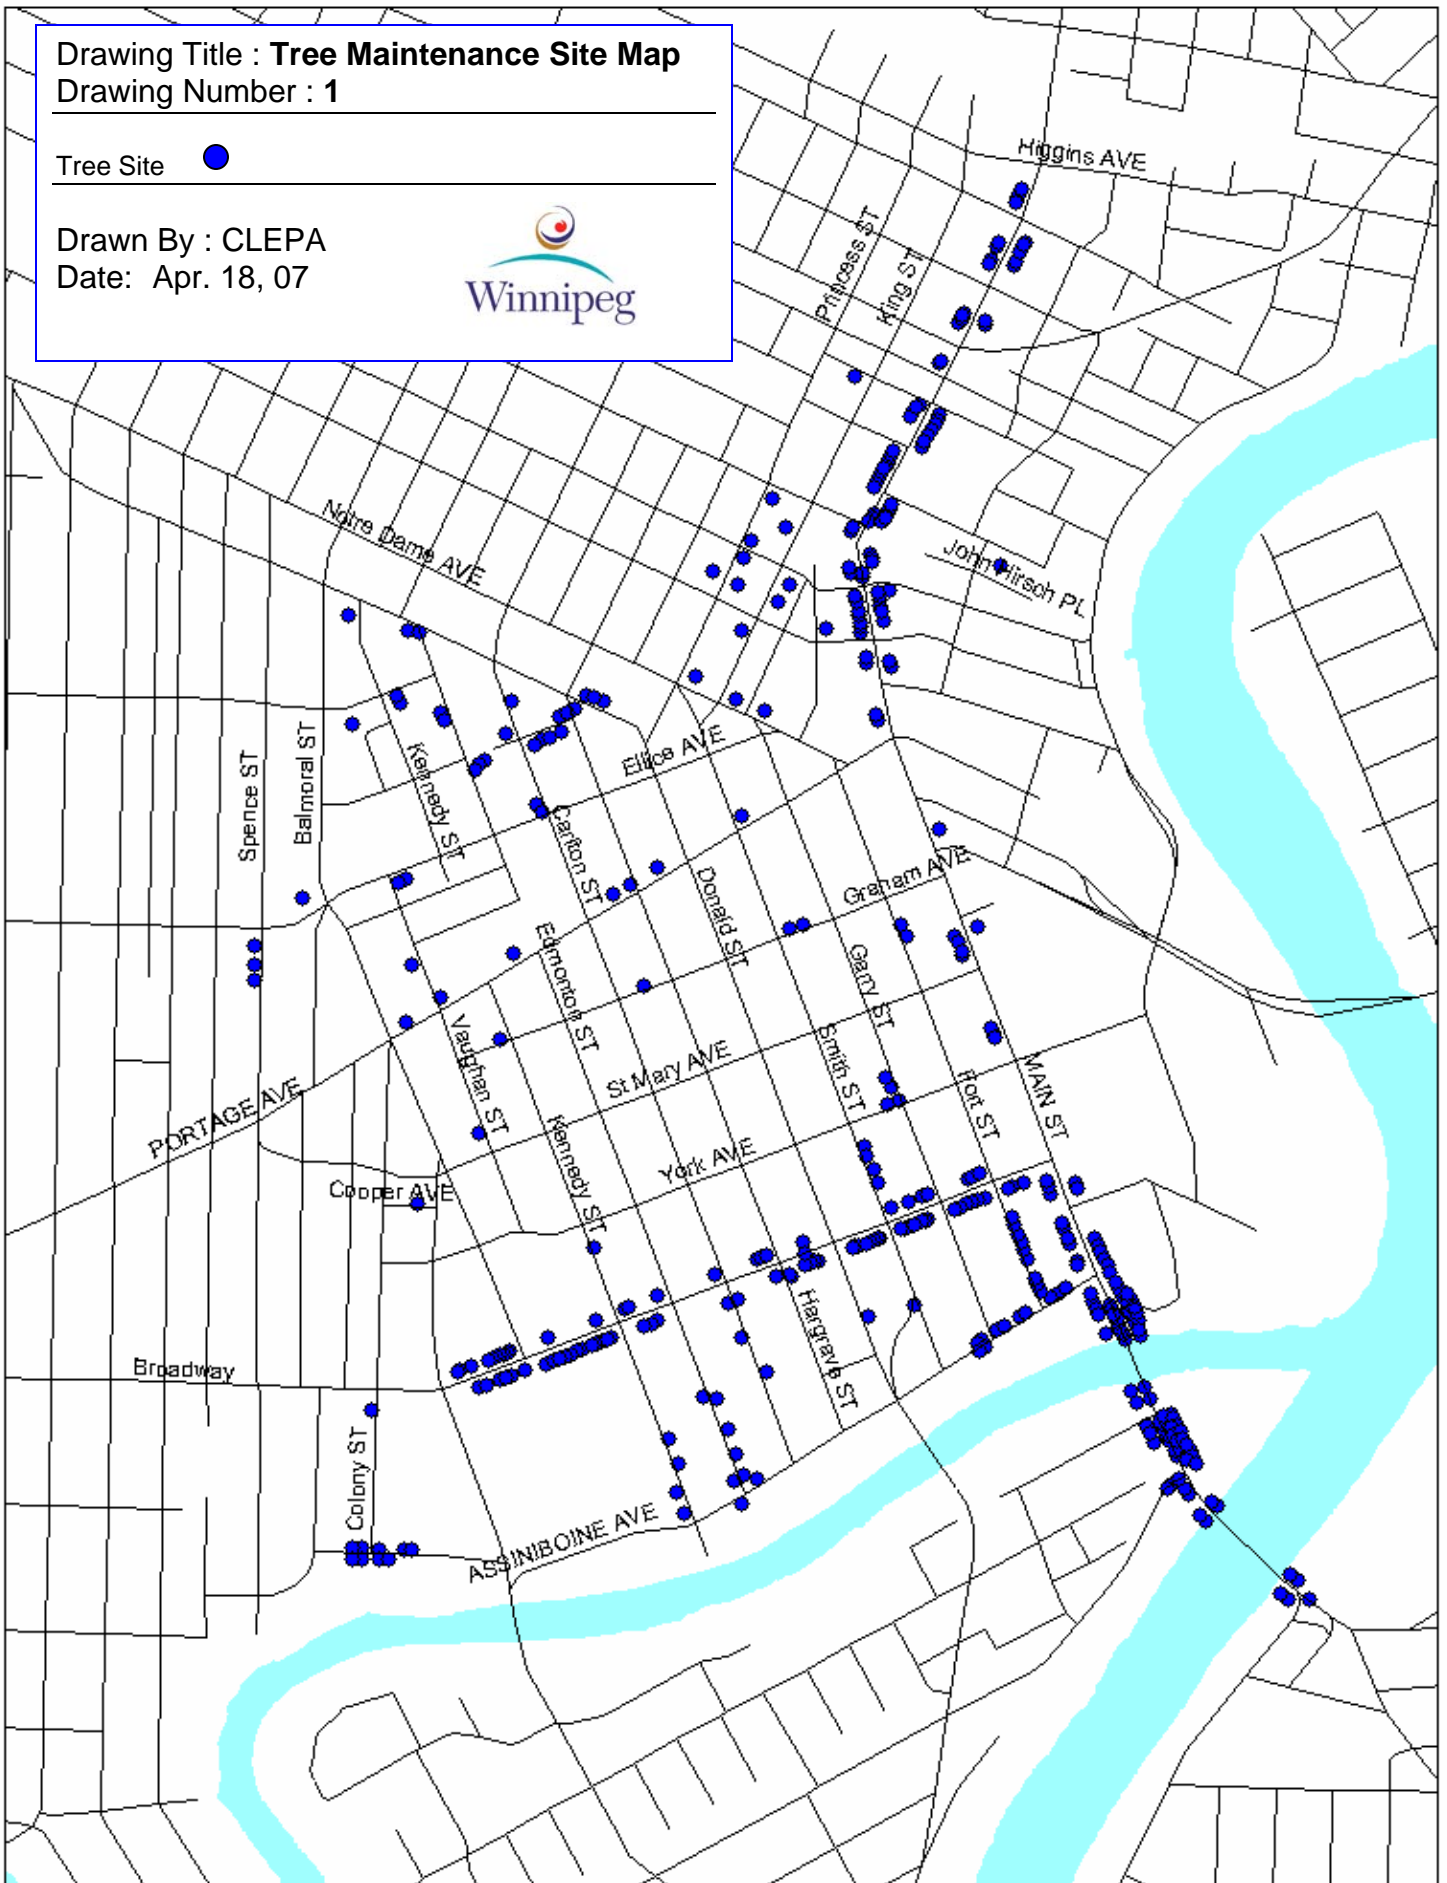 Drawing Title : Tree Maintenance Site Map
Drawing Number : 1
Tree Site
Drawn By : CLEPA
Date: Apr. 18, 07
Winnipeg
Higgins AVE
Princess ST
King ST
Notre Dame AVE
John Hirsch PL
Ellice AVE
Spence ST
Balmoral ST
Kennedy ST
Carlton ST
Donald ST
Graham AVE
Edmonton ST
Garry ST
Vaughan ST
St Mary AVE
Smith ST
Fort ST
MAIN ST
PORTAGE AVE
Kennedy ST
York AVE
Cooper AVE
Hargrave ST
Broadway
Colony ST
ASSINIBOINE AVE